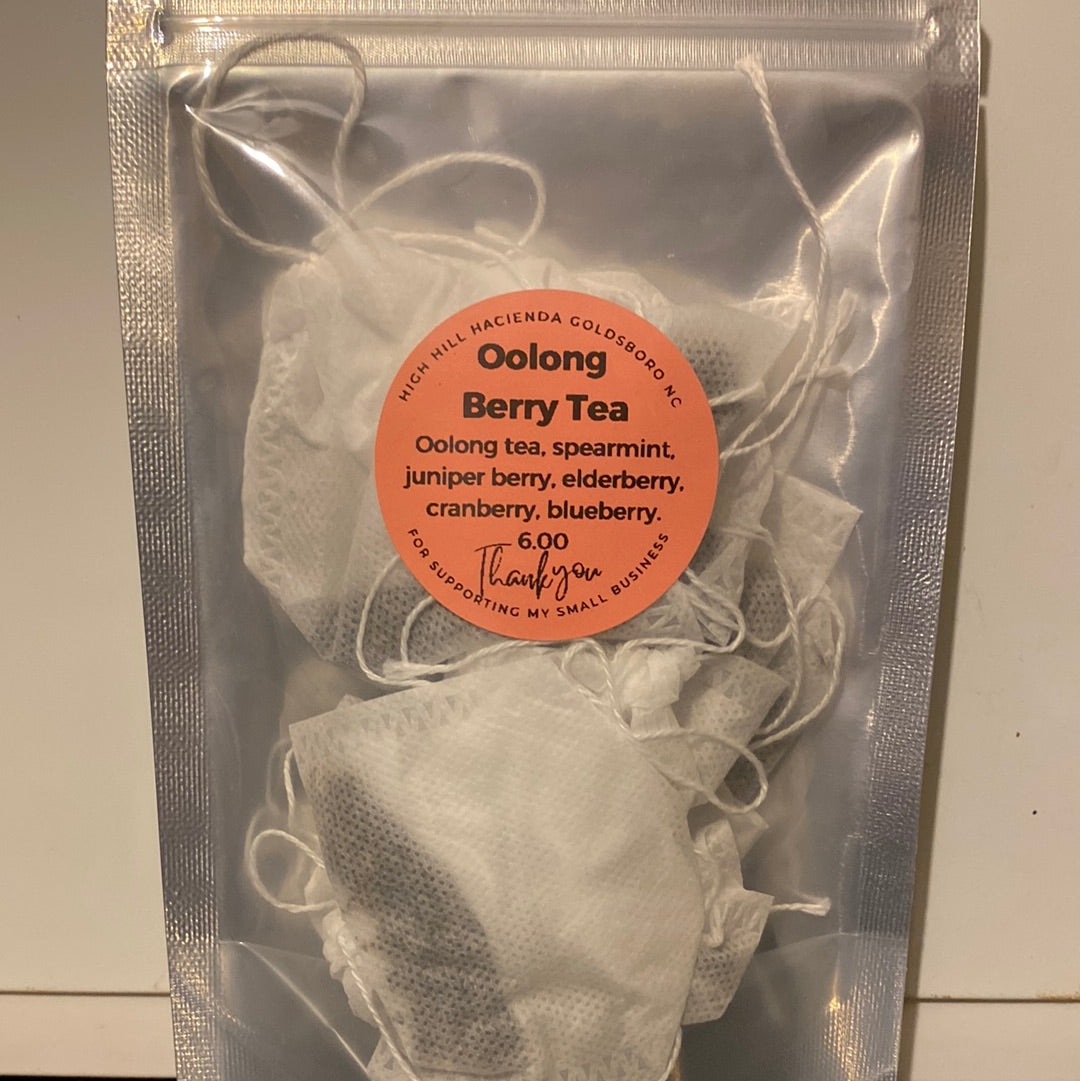 HIGH HILL HACIENDA GOLDSBORO NC
Oolong
Berry Tea
Oolong tea, spearmint,
juniper berry, elderberry,
cranberry, blueberry.
6.00
Thank you
FOR SUPPORTING MY SMALL BUSINESS